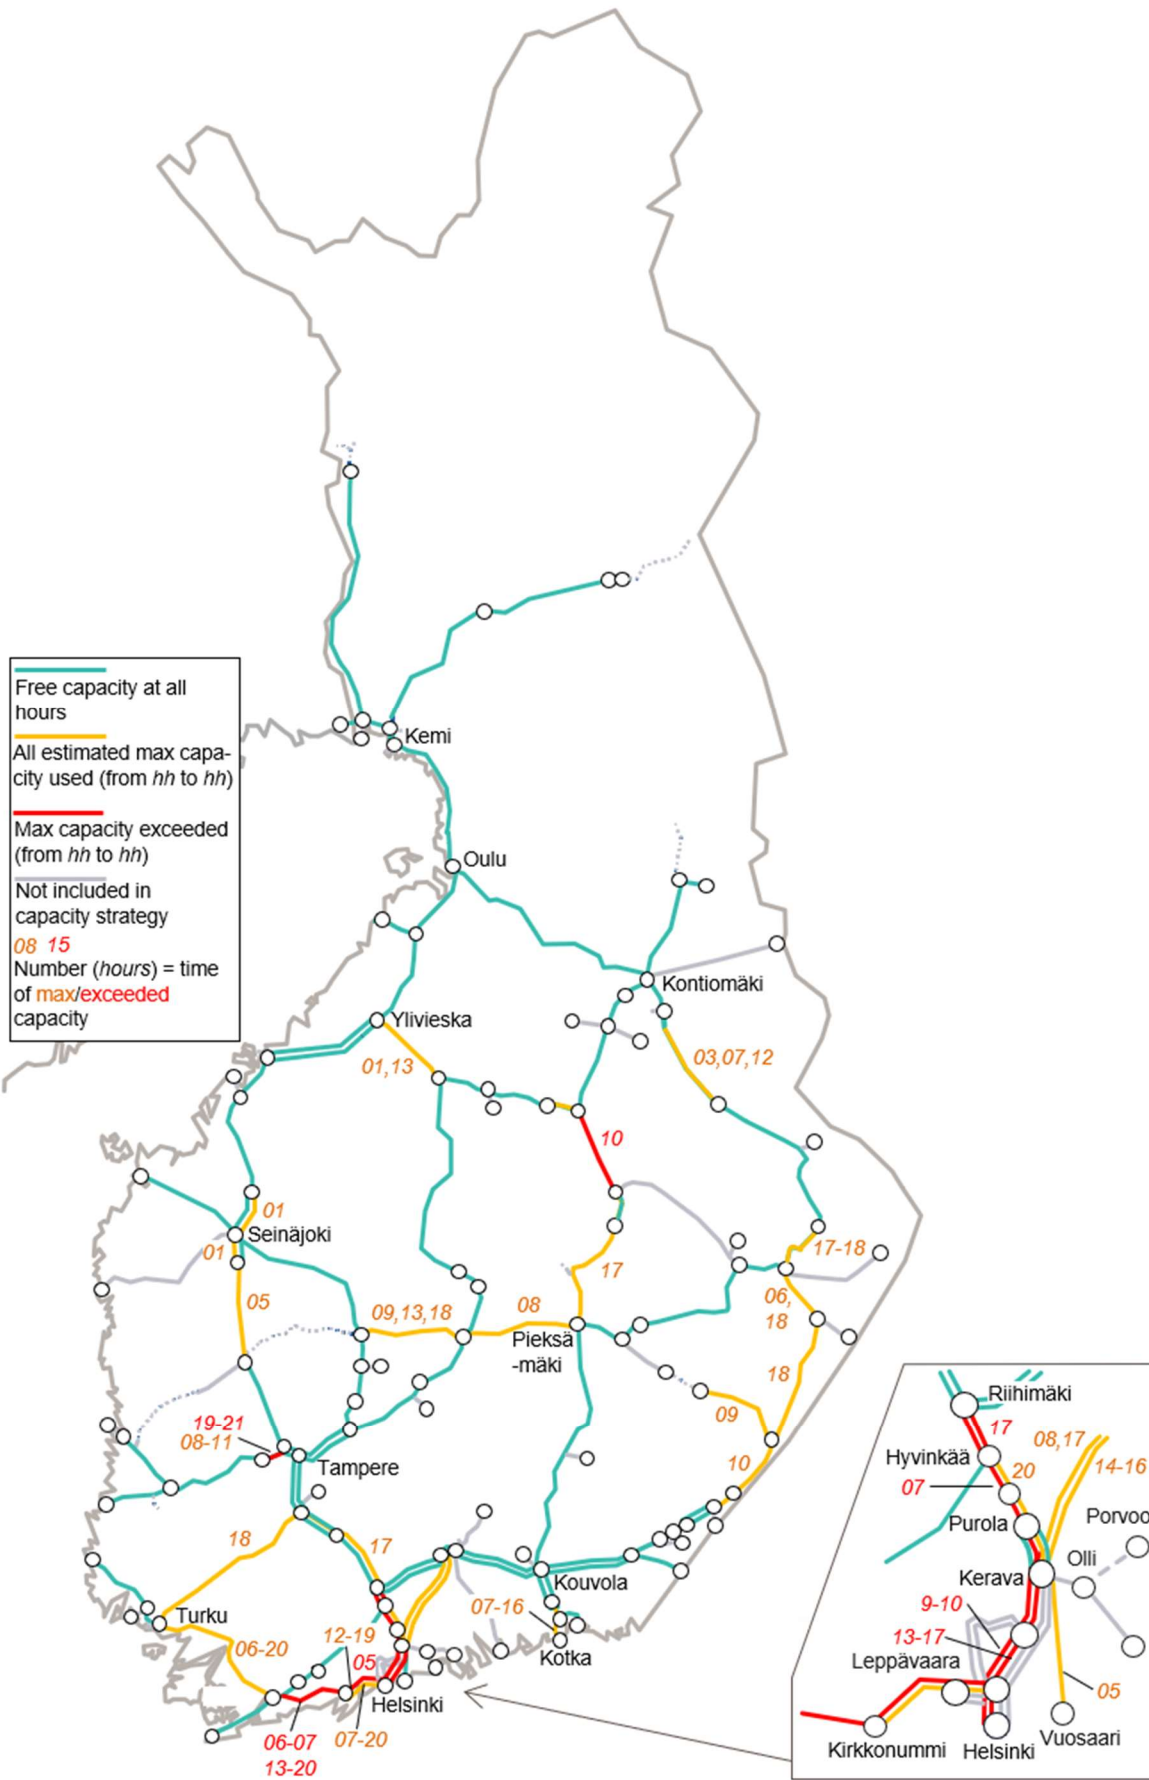 Kemi
Free capacity at all
hours
All estimated max capa-
city used (from hh to hh)
Max capacity exceeded
(from hh to hh)
Not included in
capacity strategy
08 15
Number (hours) = time
of max/exceeded
capacity
Oulu
Kontiomäki
Ylivieska
01,13
03,07,12
10
01
Seinäjoki
01
17-18
17
05
06,
18
09,13,18
08
Pieksä
-mäki
18
09
19-21
08-11
10
Tampere
18
17
Kouvola
07-16
Turku
06-20
12-19
05
Kotka
Helsinki
06-07
13-20
07-20
Riihimäki
17
08,17
Hyvinkää
20
14-16
07
Purola
Porvoo
Olli
Kerava
9-10
13-17
Leppävaara
05
Kirkkonummi
Helsinki
Vuosaari